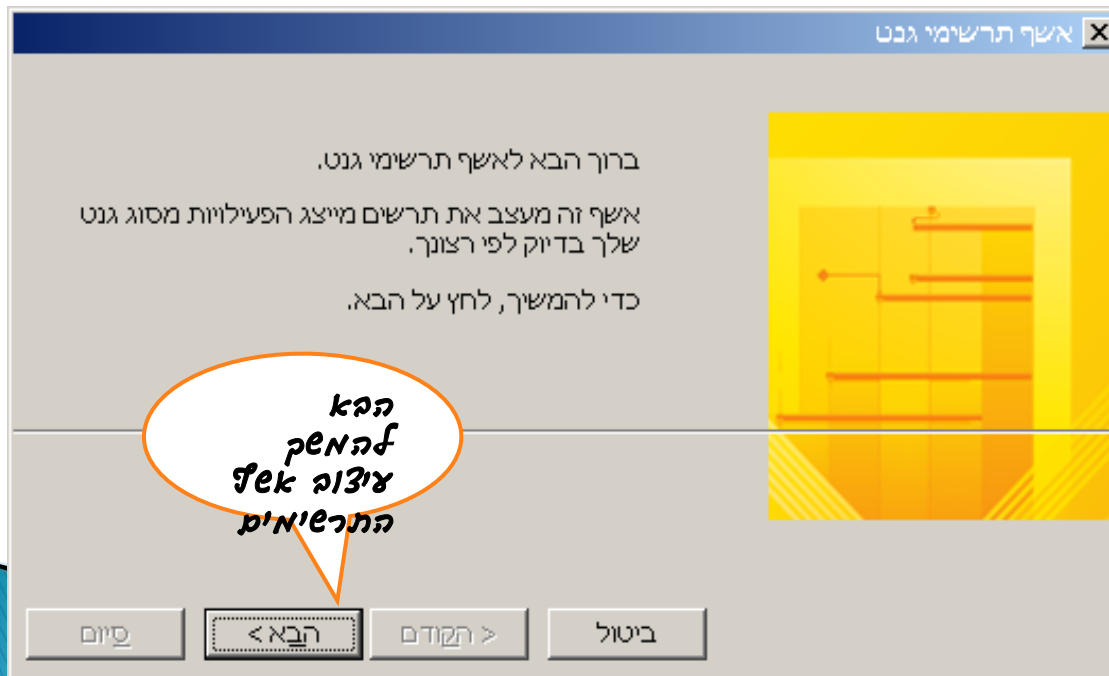 אשף תרשימי גנט
ברוך הבא לאשף תרשימי גנט.
אשף זה מעצב את תרשים מייצג הפעילויות מסוג גנט
שלך בדיוק לפי רצונך.
כדי להמשיך, לחץ על הבא.
הבא
להמשך
עיצוב אשף
התרשימים
ביטול
< הקודם
הבא >
סיום